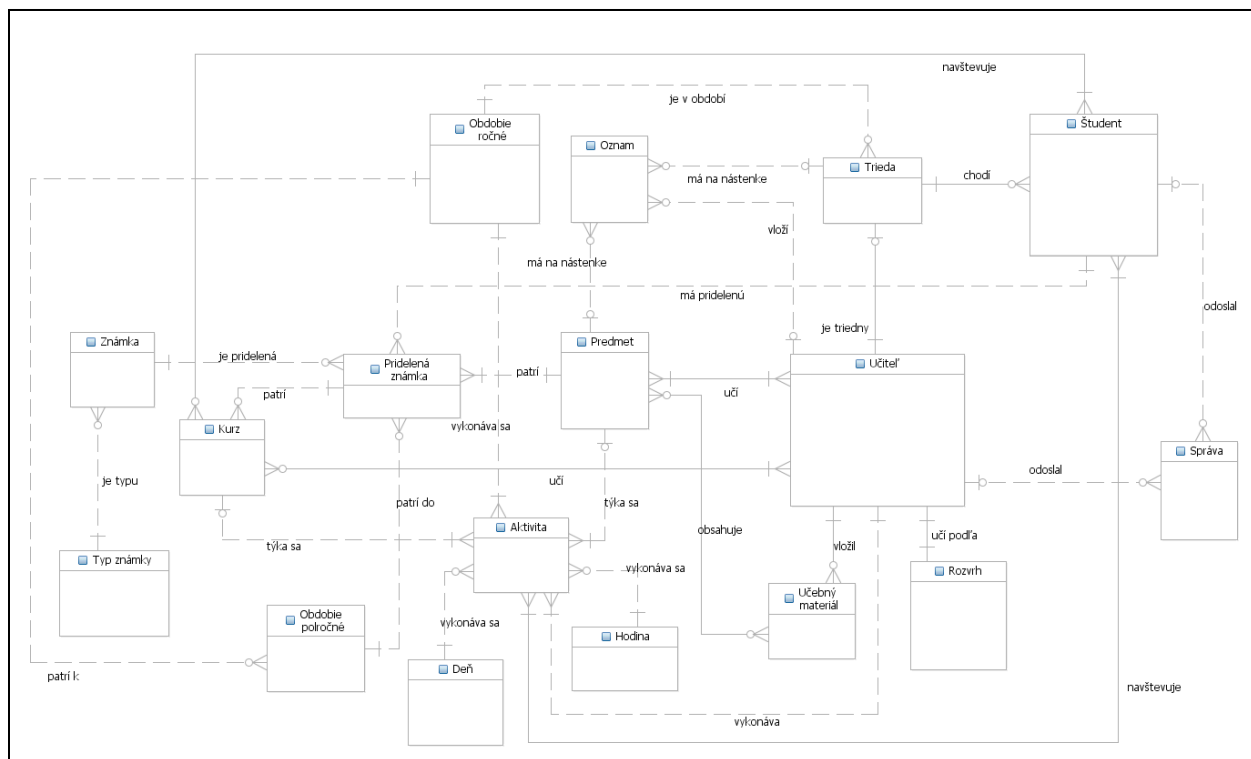 navštevuje
je v období
Obdobie
ročné
Študent
Oznam
Trieda
má na nástenke
chodí
vloží
má na nástenke
má pridelenú
odoslal
je triedny
Známka
Predmet
Učiteľ
je pridelená
Pridelená
známka
patrí
učí
patrí
vykonáva sa
Kurz
Správa
odoslal
učí
je typu
patrí do
týka sa
obsahuje
Aktivita
týka sa
vložil
učí podľa
Typ známky
vykonáva sa
Rozvrh
Učebný
materiál
Obdobie
polročné
vykonáva sa
Hodina
Deň
patrí k
navštevuje
vykonáva